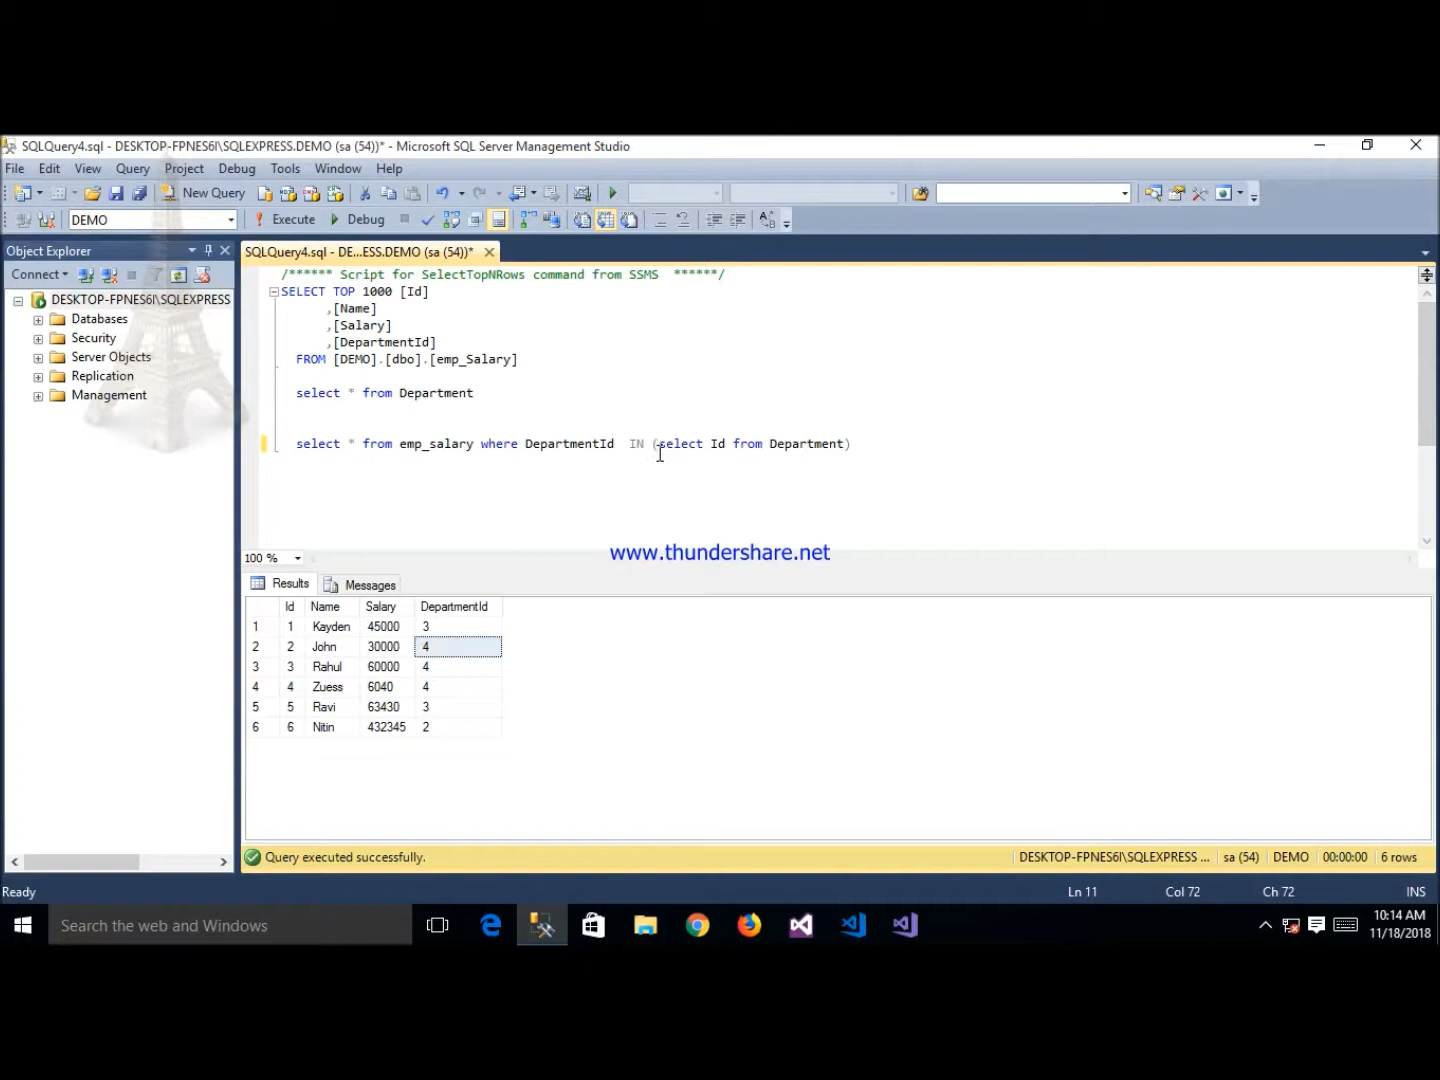 SQLQuery4.sql - DESKTOP-FPNES6I\SQLEXPRESS.DEMO (sa (54))* - Microsoft SQL Server Management Studio
File Edit View Query Project Debug Tools Window Help
New Query
DEMO Execute Debug
Object Explorer
SQLQuery4.sql - DE...ESS.DEMO (sa (54))*
Connect
DESKTOP-FPNES6I\SQLEXPRESS
Databases
Security
Server Objects
Replication
Management
/****** Script for SelectTopNRows command from SSMS ******/
SELECT TOP 1000 [Id]
,[Name]
,[Salary]
,[DepartmentId]
FROM [DEMO].[dbo].[emp_Salary]
select * from Department
select * from emp_salary where DepartmentId IN (select Id from Department)
100 %
www.thundershare.net
Results Messages
Id Name Salary DepartmentId
1 1 Kayden 45000 3
2 2 John 30000 4
3 3 Rahul 60000 4
4 4 Zuess 6040 4
5 5 Ravi 63430 3
6 6 Nitin 432345 2
Query executed successfully. DESKTOP-FPNES6I\SQLEXPRESS ... sa (54) DEMO 00:00:00 6 rows
Ready Ln 11 Col 72 Ch 72 INS
Search the web and Windows
10:14 AM
11/18/2018